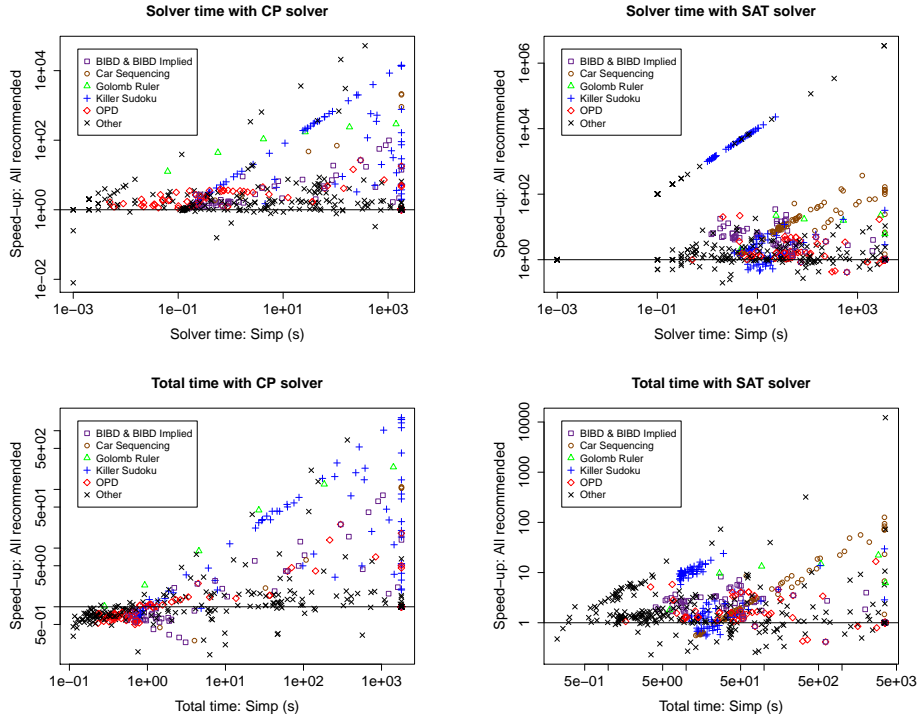 Solver time with CP solver
Speed−up: All recommended
1e−02
1e+00
1e+02
1e+04
BIBD & BIBD Implied
Car Sequencing
Golomb Ruler
Killer Sudoku
OPD
Other
1e−03
1e−01
1e+01
1e+03
Solver time: Simp (s)
Solver time with SAT solver
Speed−up: All recommended
1e+00
1e+02
1e+04
1e+06
BIBD & BIBD Implied
Car Sequencing
Golomb Ruler
Killer Sudoku
OPD
Other
1e−03
1e−01
1e+01
1e+03
Solver time: Simp (s)
Total time with CP solver
Speed−up: All recommended
5e−01
5e+00
5e+01
5e+02
BIBD & BIBD Implied
Car Sequencing
Golomb Ruler
Killer Sudoku
OPD
Other
1e−01
1e+00
1e+01
1e+02
1e+03
Total time: Simp (s)
Total time with SAT solver
Speed−up: All recommended
1
10
100
1000
10000
BIBD & BIBD Implied
Car Sequencing
Golomb Ruler
Killer Sudoku
OPD
Other
5e−01
5e+00
5e+01
5e+02
5e+03
Total time: Simp (s)